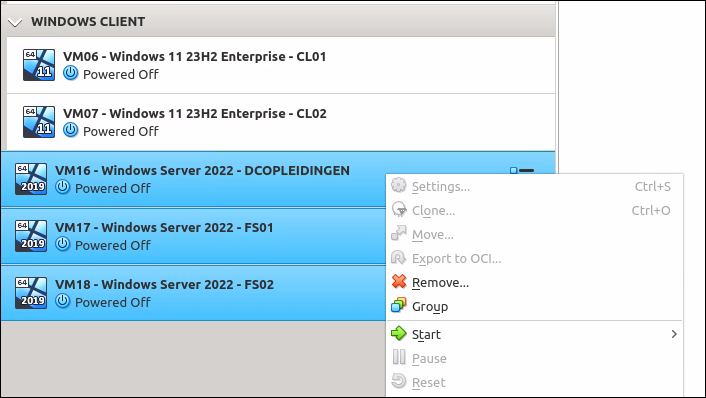 WINDOWS CLIENT
64
11
VM06 - Windows 11 23H2 Enterprise - CL01
Powered Off
64
11
VM07 - Windows 11 23H2 Enterprise - CL02
Powered Off
64
2019
VM16 - Windows Server 2022 - DCOPLEIDINGEN
Powered Off
64
2019
VM17 - Windows Server 2022 - FS01
Powered Off
64
2019
VM18 - Windows Server 2022 - FS02
Powered Off
Settings... Ctrl+S
Clone... Ctrl+O
Move...
Export to OCI...
Remove...
Group
Start
Pause
Reset